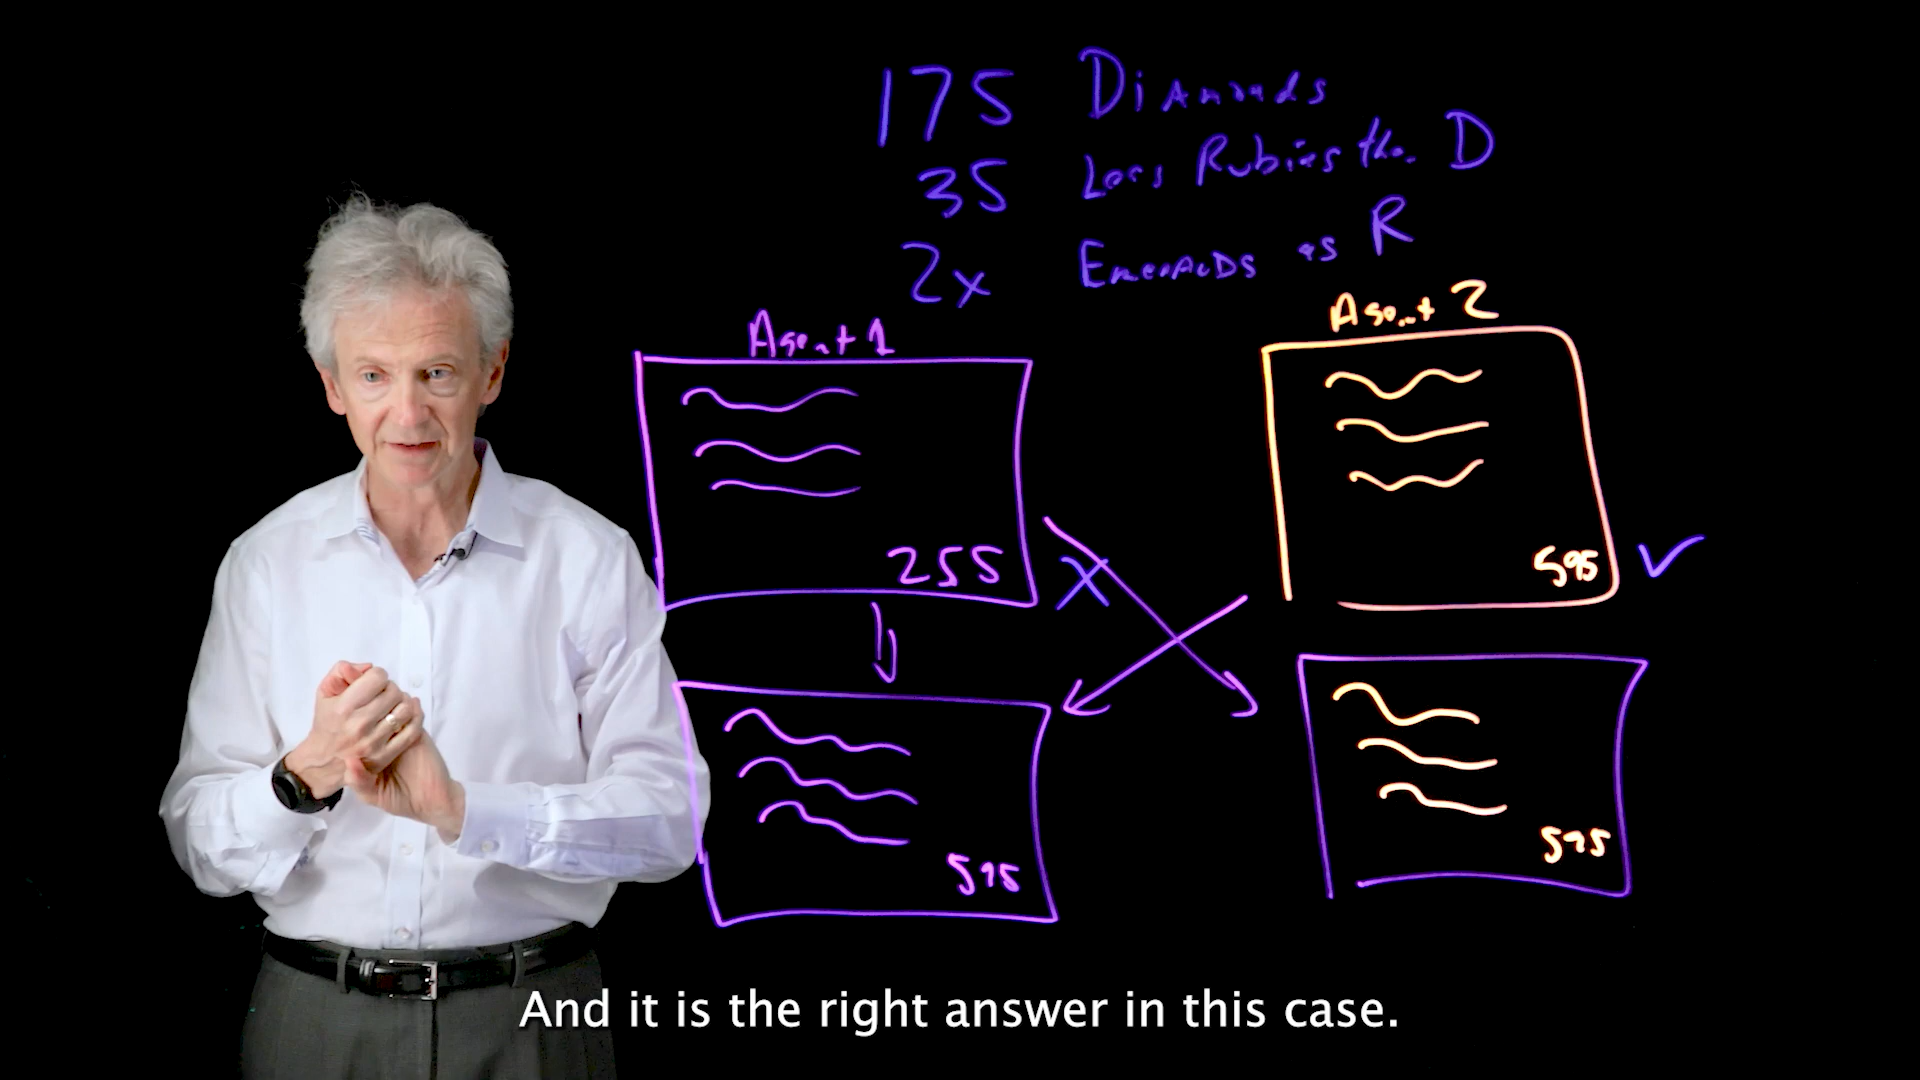 175 Diamonds
35 Less Rubies than D
2x Emeralds as R
Agent 1
Agent 2
255
X
595 ✓
595
595
And it is the right answer in this case.